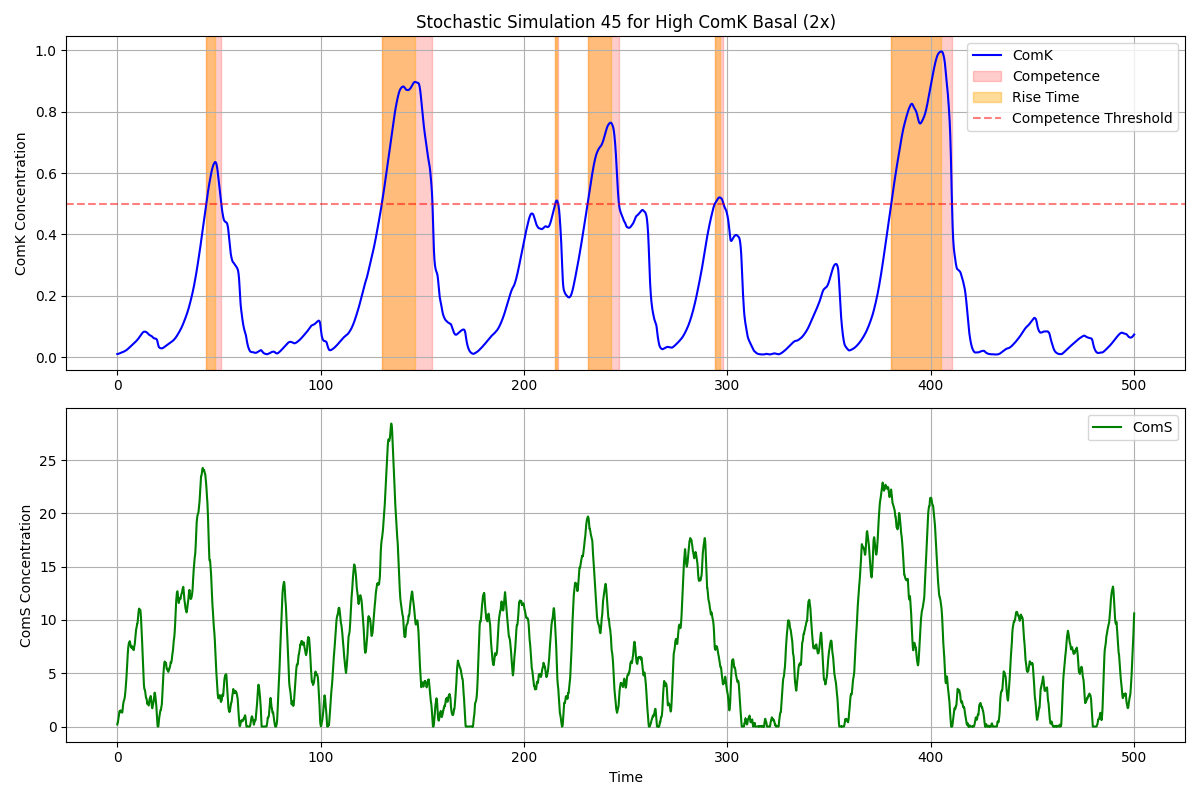 Stochastic Simulation 45 for High ComK Basal (2x)
ComK Concentration
1.0
0.8
0.6
0.4
0.2
0.0
ComK
Competence
Rise Time
Competence Threshold
0 100 200 300 400 500
ComS Concentration
25
20
15
10
5
0
ComS
0 100 200 300 400 500
Time